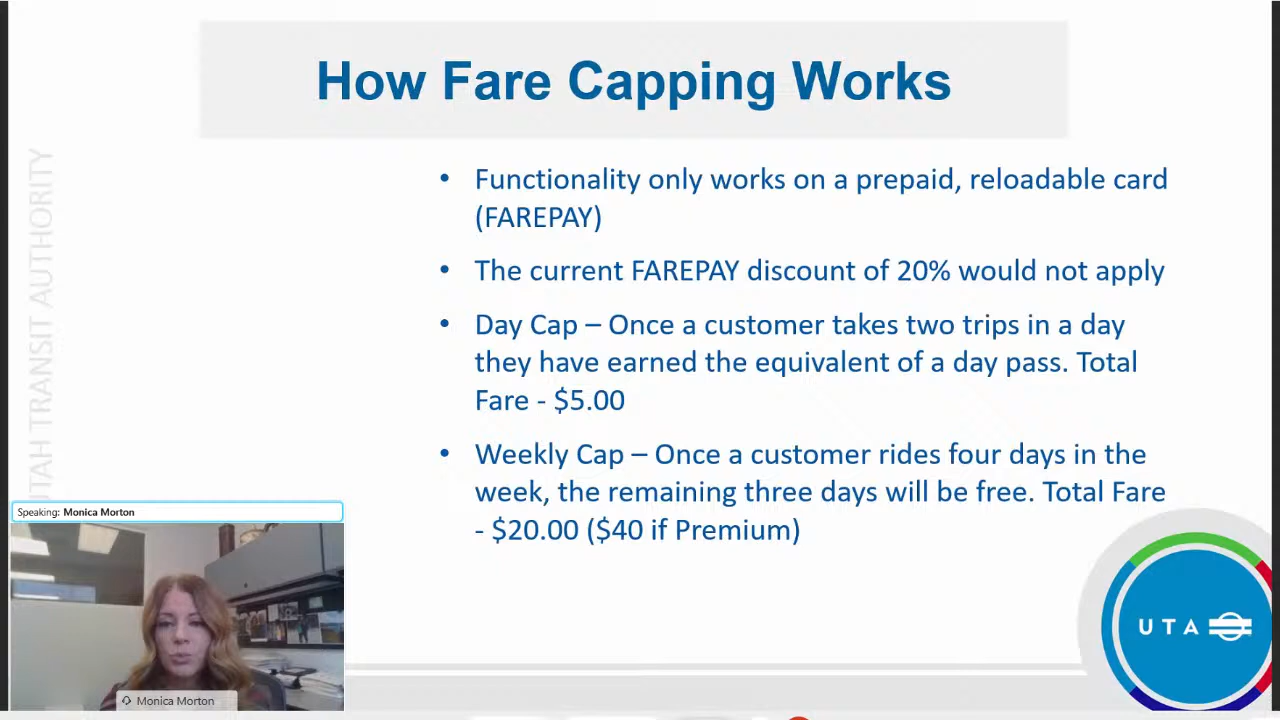 How Fare Capping Works
UTAH TRANSIT AUTHORITY
• Functionality only works on a prepaid, reloadable card
(FAREPAY)
• The current FAREPAY discount of 20% would not apply
• Day Cap – Once a customer takes two trips in a day
they have earned the equivalent of a day pass. Total
Fare - $5.00
• Weekly Cap – Once a customer rides four days in the
week, the remaining three days will be free. Total Fare
- $20.00 ($40 if Premium)
Speaking: Monica Morton
Monica Morton
UTA